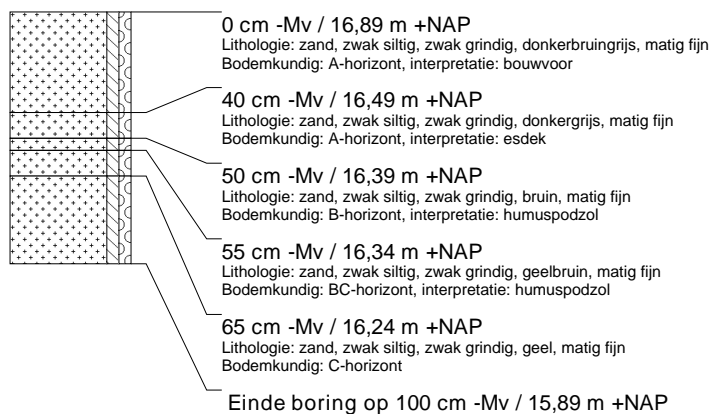 0 cm -Mv / 16,89 m +NAP
Lithologie: zand, zwak siltig, zwak grindig, donkerbruingrijs, matig fijn
Bodemkundig: A-horizont, interpretatie: bouwvoor
40 cm -Mv / 16,49 m +NAP
Lithologie: zand, zwak siltig, zwak grindig, donkergrijs, matig fijn
Bodemkundig: A-horizont, interpretatie: esdek
50 cm -Mv / 16,39 m +NAP
Lithologie: zand, zwak siltig, zwak grindig, bruin, matig fijn
Bodemkundig: B-horizont, interpretatie: humuspodzol
55 cm -Mv / 16,34 m +NAP
Lithologie: zand, zwak siltig, zwak grindig, geelbruin, matig fijn
Bodemkundig: BC-horizont, interpretatie: humuspodzol
65 cm -Mv / 16,24 m +NAP
Lithologie: zand, zwak siltig, zwak grindig, geel, matig fijn
Bodemkundig: C-horizont
Einde boring op 100 cm -Mv / 15,89 m +NAP